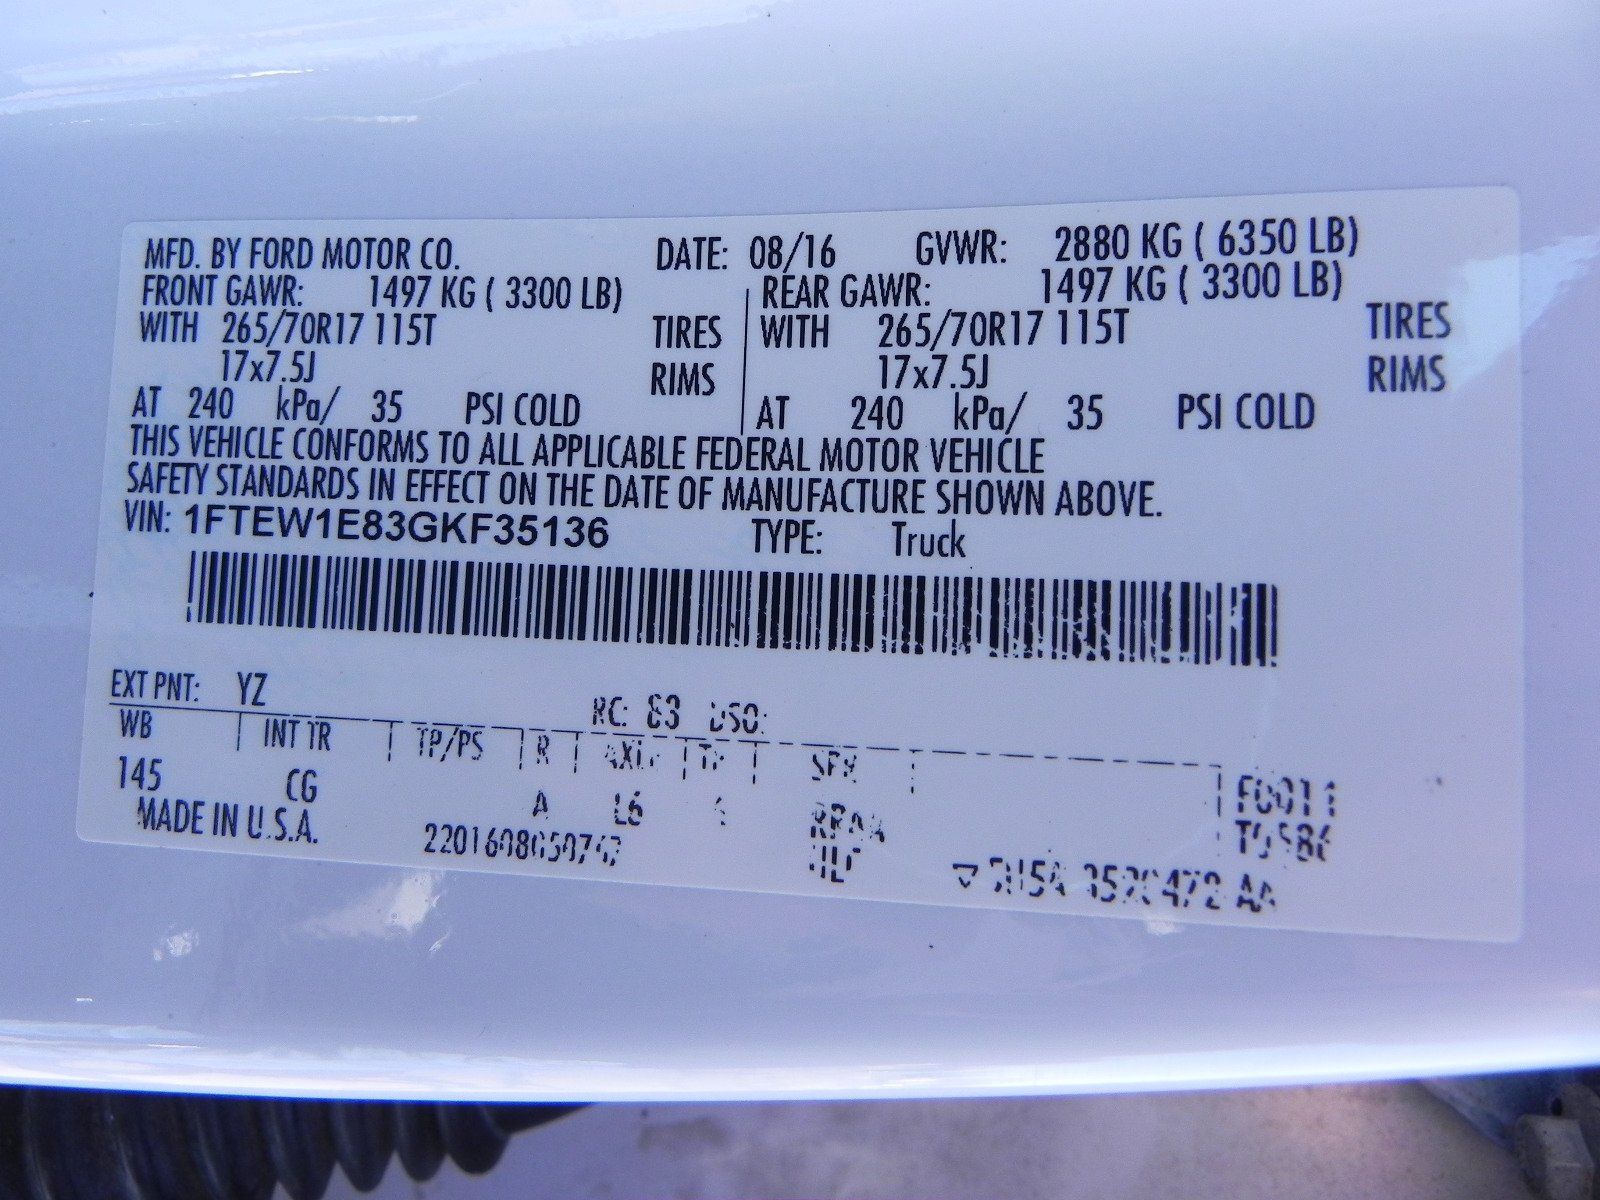 MFD. BY FORD MOTOR CO. DATE: 08/16 GVWR: 2880 KG ( 6350 LB)
FRONT GAWR: 1497 KG ( 3300 LB) REAR GAWR: 1497 KG ( 3300 LB)
WITH 265/70R17 115T TIRES WITH 265/70R17 115T TIRES
17x7.5J RIMS 17x7.5J RIMS
AT 240 kPa/ 35 PSI COLD AT 240 kPa/ 35 PSI COLD
THIS VEHICLE CONFORMS TO ALL APPLICABLE FEDERAL MOTOR VEHICLE
SAFETY STANDARDS IN EFFECT ON THE DATE OF MANUFACTURE SHOWN ABOVE.
VIN: 1FTEW1E83GKF35136 TYPE: Truck
EXT PNT: YZ RC: 83 DSO:
WB INT TR TP/PS R AXLE
145 CG A L6
MADE IN U.S.A.